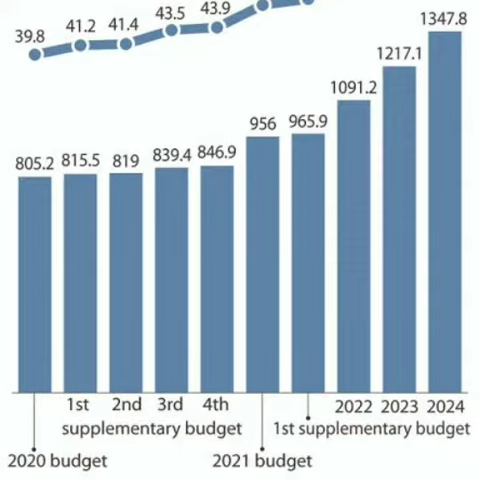 39.8 41.2 41.4 43.5 43.9
1347.8
1217.1
1091.2
956 965.9
805.2 815.5 819 839.4 846.9
1st 2nd 3rd 4th 2022 2023 2024
supplementary budget 1st supplementary budget
2020 budget 2021 budget